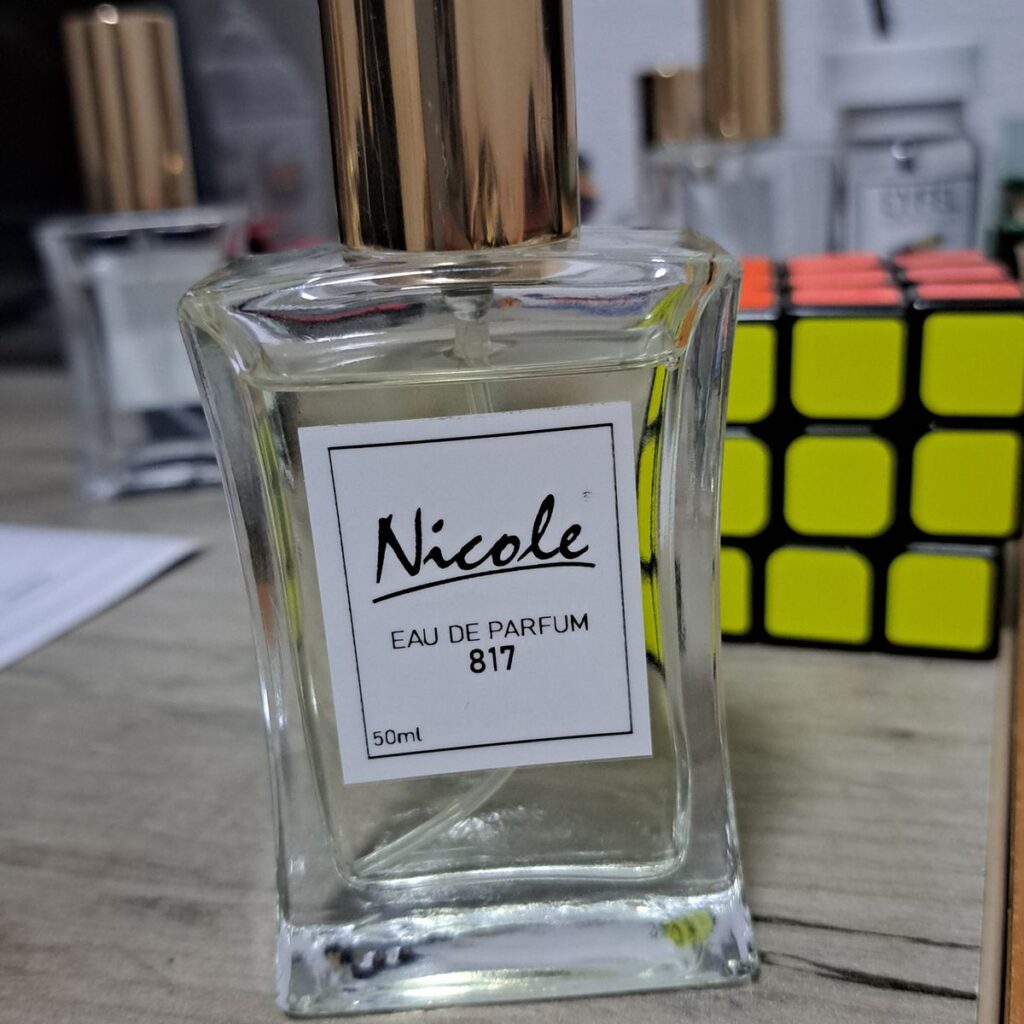 Nicole
EAU DE PARFUM
817
50ml